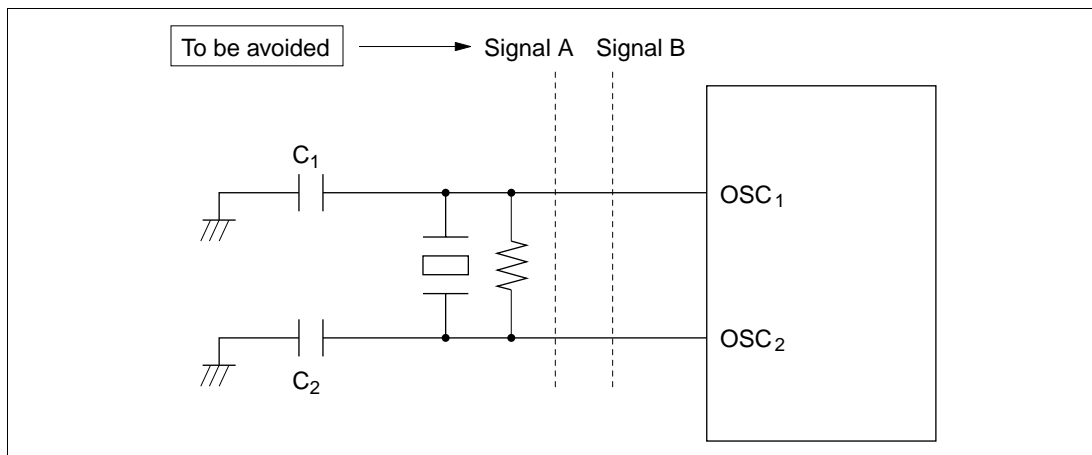 To be avoided Signal A Signal B
C1
OSC1
OSC2
C2